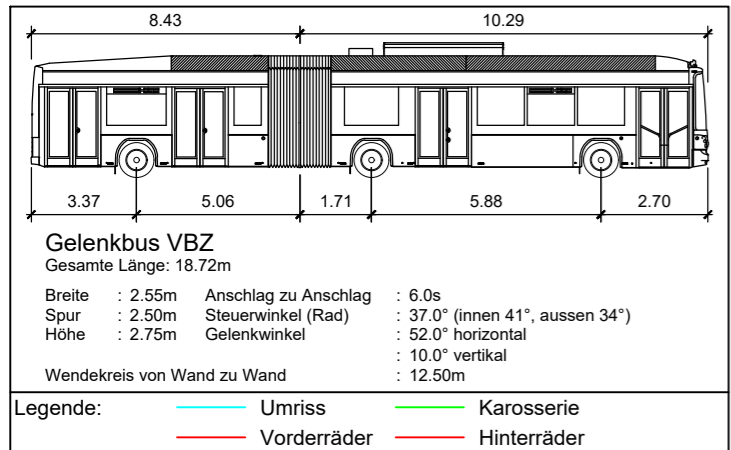 8.43 10.29
3.37 5.06 1.71 5.88 2.70
Gelenkbus VBZ
Gesamte Länge: 18.72m
Breite : 2.55m Anschlag zu Anschlag : 6.0s
Spur : 2.50m Steuerwinkel (Rad) : 37.0° (innen 41°, aussen 34°)
Höhe : 2.75m Gelenkwinkel : 52.0° horizontal
: 10.0° vertikal
Wendekreis von Wand zu Wand : 12.50m
Legende: Umriss Karosserie
Vorderräder Hinterräder